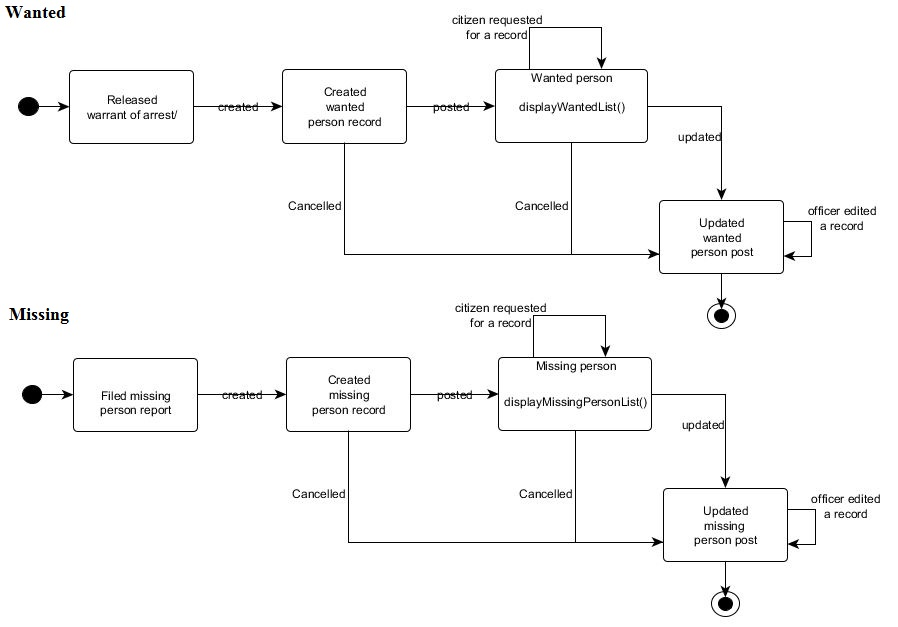 Wanted
citizen requested
for a record
Released
warrant of arrest/
created
Created
wanted
person record
posted
Wanted person
displayWantedList()
updated
Cancelled
Cancelled
Updated
wanted
person post
officer edited
a record
Missing
citizen requested
for a record
Filed missing
person report
created
Created
missing
person record
posted
Missing person
displayMissingPersonList()
updated
Cancelled
Cancelled
Updated
missing
person post
officer edited
a record